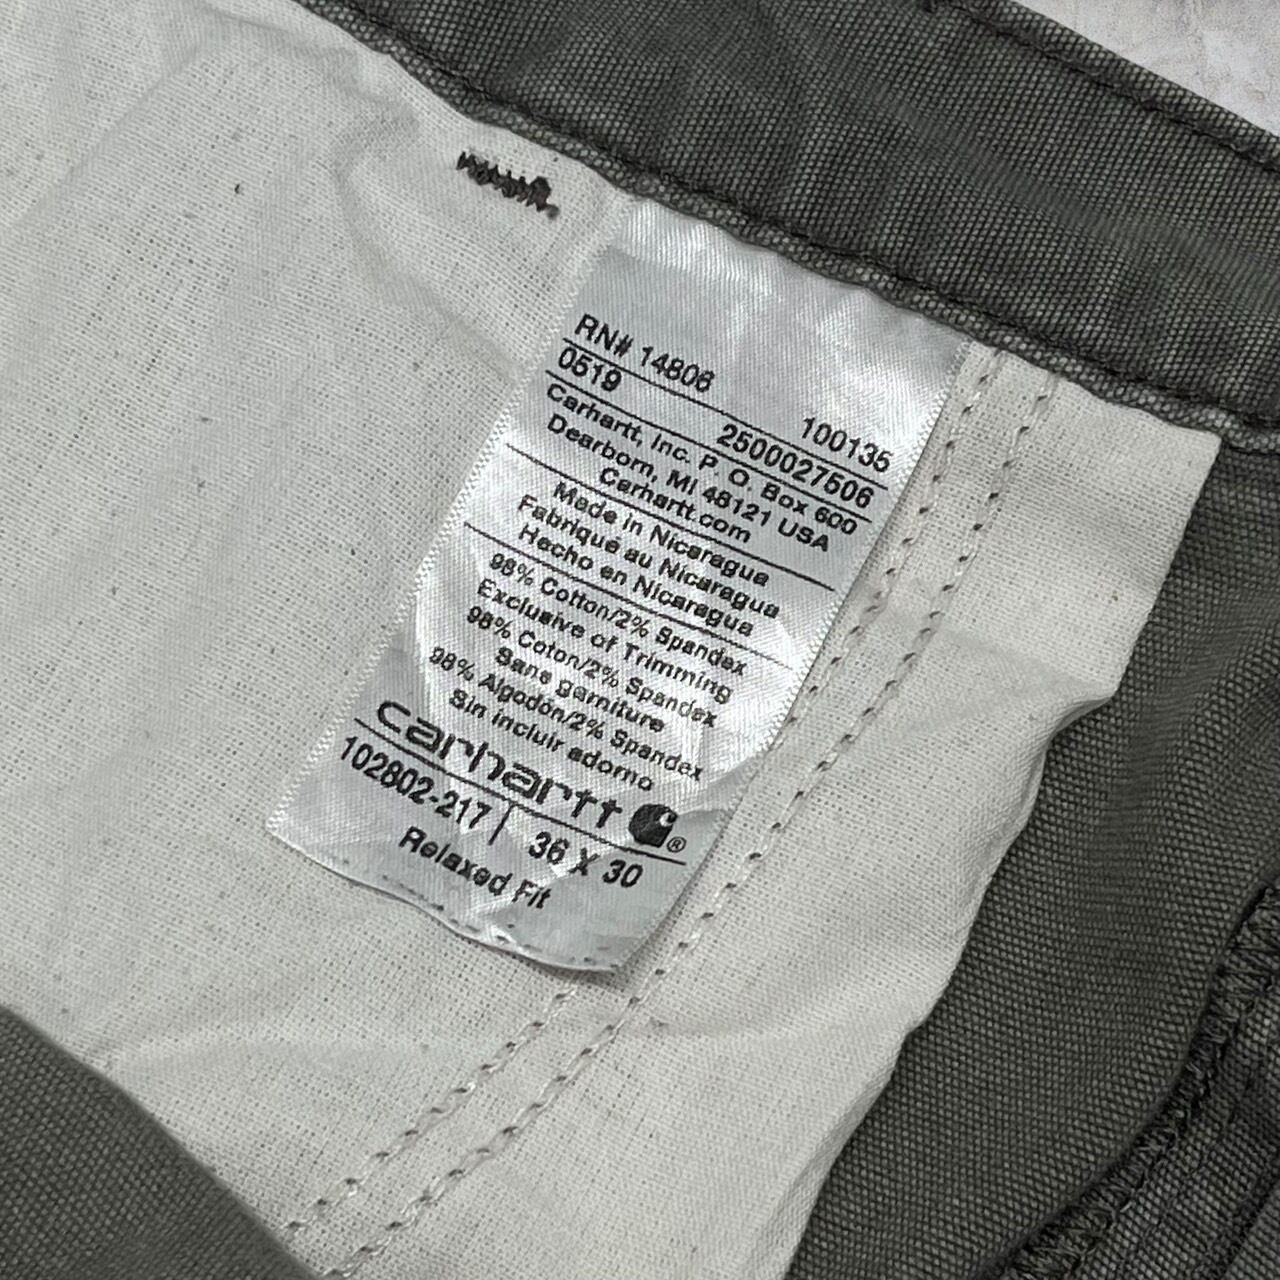 RN# 14806
100135
0519
2500027506
Carhartt, Inc. P. O. Box 600
Dearborn, MI 48121 USA
Carhartt.com
Made in Nicaragua
Fabriqué au Nicaragua
Hecho en Nicaragua
98% Cotton/2% Spandex
Exclusive of Trimming
98% Coton/2% Spandex
Sans garniture
98% Algodón/2% Spandex
Sin incluir adorno
carhartt ®
102802-217 | 36 X 30
Relaxed Fit